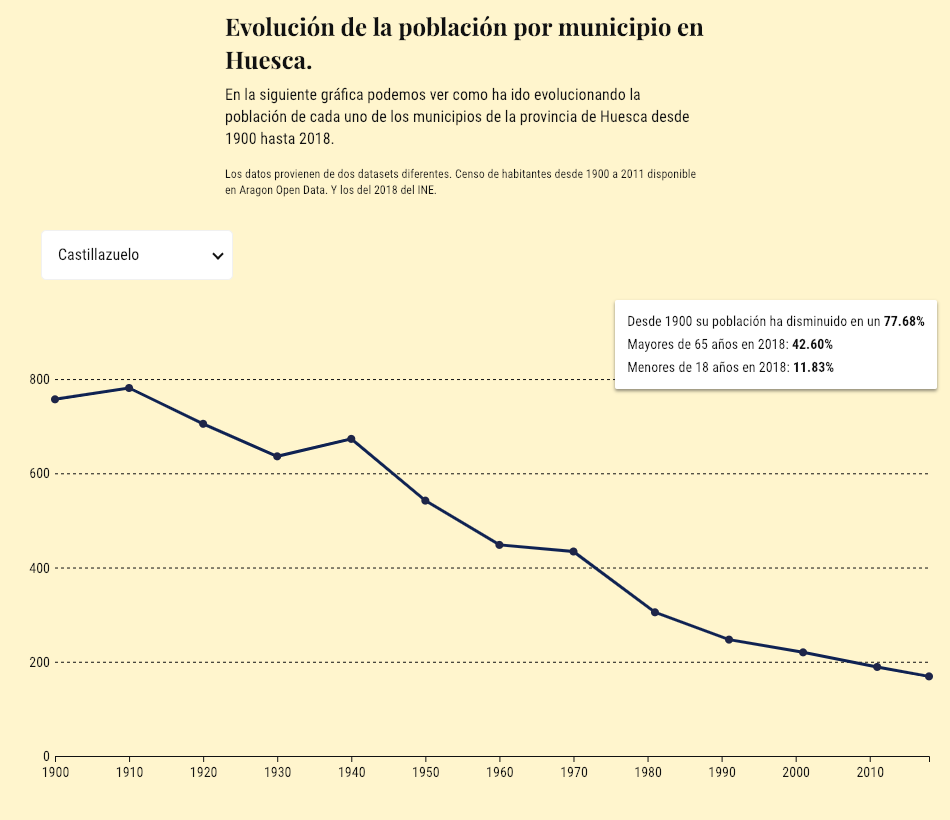 Evolución de la población por municipio en
Huesca.
En la siguiente gráfica podemos ver como ha ido evolucionando la
población de cada uno de los municipios de la provincia de Huesca desde
1900 hasta 2018.
Los datos provienen de dos datasets diferentes. Censo de habitantes desde 1900 a 2011 disponible
en Aragon Open Data. Y los del 2018 del INE.
Castillazuelo
Desde 1900 su población ha disminuido en un 77.68%
Mayores de 65 años en 2018: 42.60%
Menores de 18 años en 2018: 11.83%
800
600
400
200
0
1900 1910 1920 1930 1940 1950 1960 1970 1980 1990 2000 2010